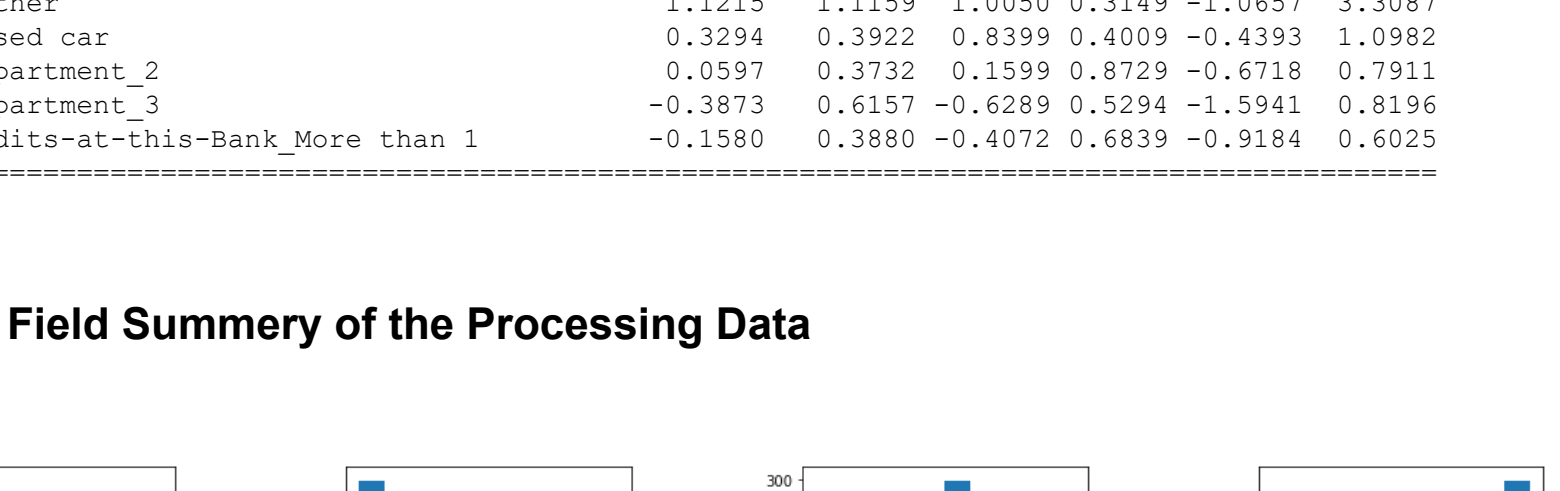 ther 1.1215 1.1159 1.0050 0.3149 -1.0657 3.3087
sed car 0.3294 0.3922 0.8399 0.4009 -0.4393 1.0982
partment_2 0.0597 0.3732 0.1599 0.8729 -0.6718 0.7911
partment_3 -0.3873 0.6157 -0.6289 0.5294 -1.5941 0.8196
dits-at-this-Bank_More than 1 -0.1580 0.3880 -0.4072 0.6839 -0.9184 0.6025
Field Summery of the Processing Data
300